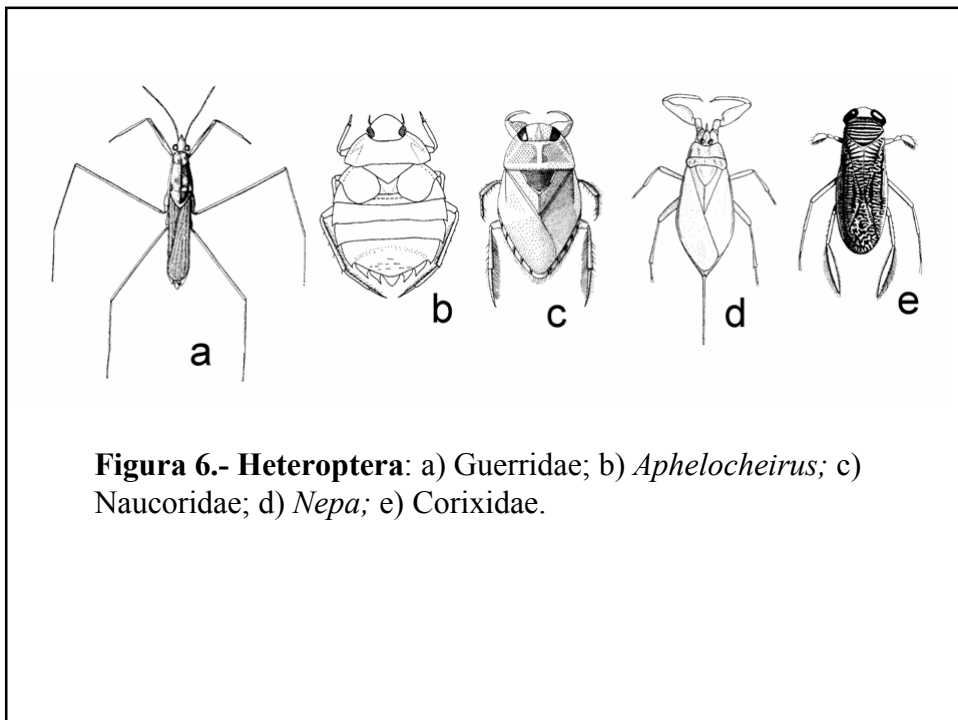 a
b
c
d
e
Figura 6.- Heteroptera: a) Guerridae; b) Aphelocheirus; c)
Naucoridae; d) Nepa; e) Corixidae.